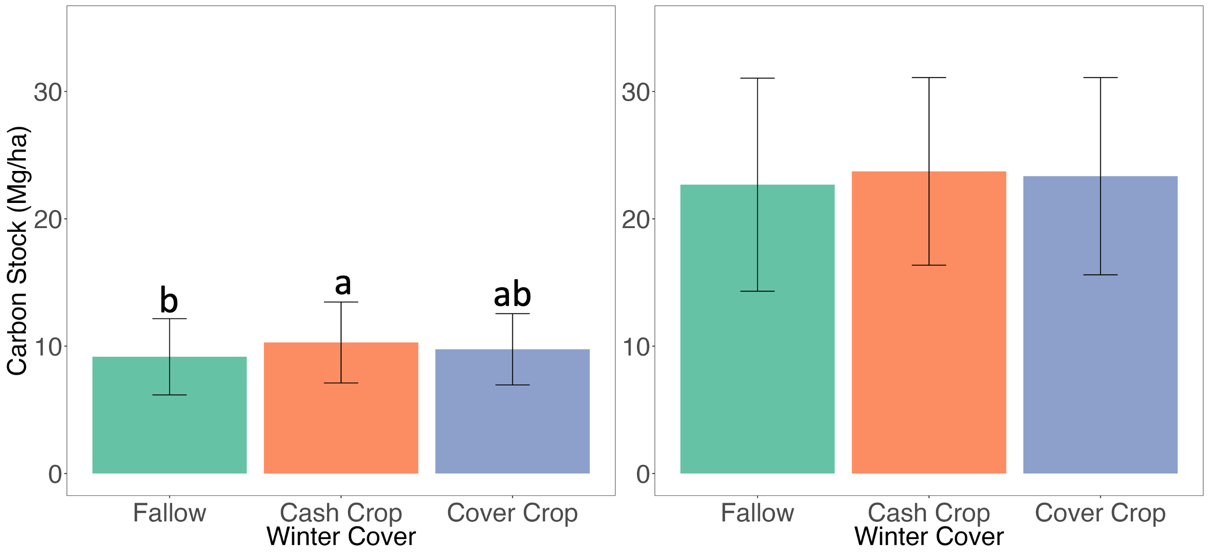 Carbon Stock (Mg/ha)
30
20
10
0
b
a
ab
Fallow
Cash Crop
Cover Crop
Winter Cover
30
20
10
0
Fallow
Cash Crop
Cover Crop
Winter Cover